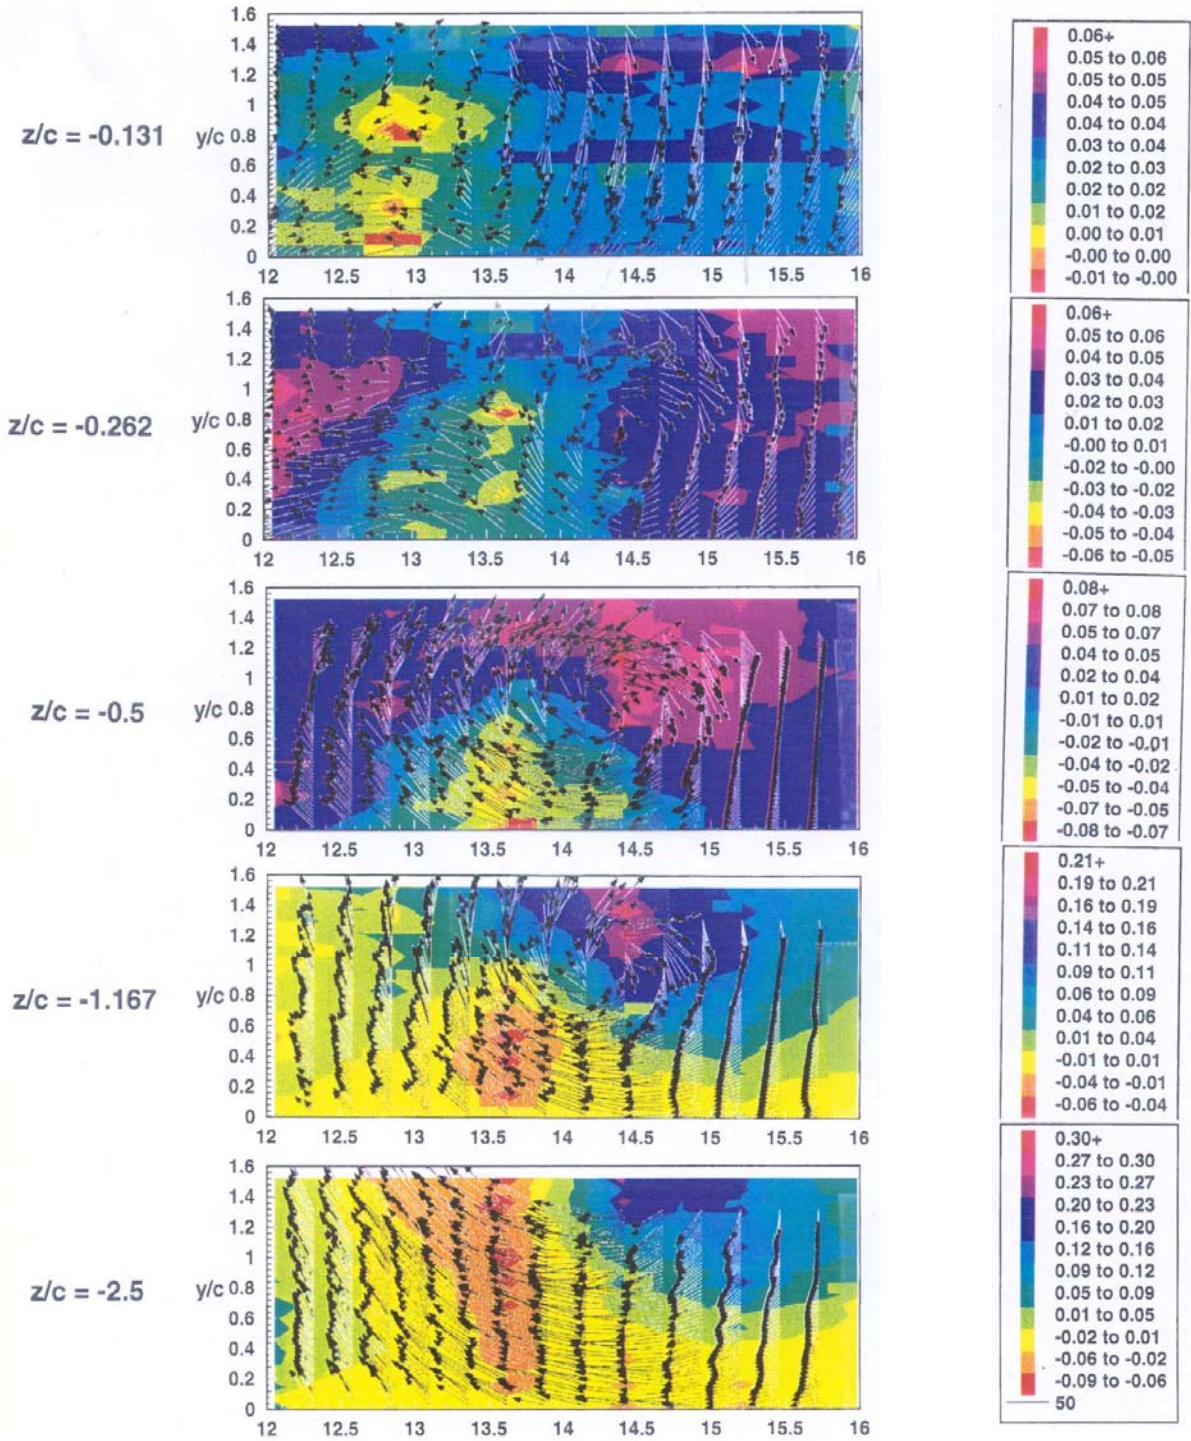 z/c = -0.131
y/c
1.6
1.4
1.2
1
0.8
0.6
0.4
0.2
0
12 12.5 13 13.5 14 14.5 15 15.5 16
0.06+
0.05 to 0.06
0.05 to 0.05
0.04 to 0.05
0.04 to 0.04
0.03 to 0.04
0.02 to 0.03
0.02 to 0.02
0.01 to 0.02
0.00 to 0.01
-0.00 to 0.00
-0.01 to -0.00
z/c = -0.262
y/c
1.6
1.4
1.2
1
0.8
0.6
0.4
0.2
0
12 12.5 13 13.5 14 14.5 15 15.5 16
0.06+
0.05 to 0.06
0.04 to 0.05
0.03 to 0.04
0.02 to 0.03
0.01 to 0.02
-0.00 to 0.01
-0.02 to -0.00
-0.03 to -0.02
-0.04 to -0.03
-0.05 to -0.04
-0.06 to -0.05
z/c = -0.5
y/c
1.6
1.4
1.2
1
0.8
0.6
0.4
0.2
0
12 12.5 13 13.5 14 14.5 15 15.5 16
0.08+
0.07 to 0.08
0.05 to 0.07
0.04 to 0.05
0.02 to 0.04
0.01 to 0.02
-0.01 to 0.01
-0.02 to -0.01
-0.04 to -0.02
-0.05 to -0.04
-0.07 to -0.05
-0.08 to -0.07
z/c = -1.167
y/c
1.6
1.4
1.2
1
0.8
0.6
0.4
0.2
0
12 12.5 13 13.5 14 14.5 15 15.5 16
0.21+
0.19 to 0.21
0.16 to 0.19
0.14 to 0.16
0.11 to 0.14
0.09 to 0.11
0.06 to 0.09
0.04 to 0.06
0.01 to 0.04
-0.01 to 0.01
-0.04 to -0.01
-0.06 to -0.04
z/c = -2.5
y/c
1.6
1.4
1.2
1
0.8
0.6
0.4
0.2
0
12 12.5 13 13.5 14 14.5 15 15.5 16
0.30+
0.27 to 0.30
0.23 to 0.27
0.20 to 0.23
0.16 to 0.20
0.12 to 0.16
0.09 to 0.12
0.05 to 0.09
0.01 to 0.05
-0.02 to 0.01
-0.06 to -0.02
-0.09 to -0.06
50